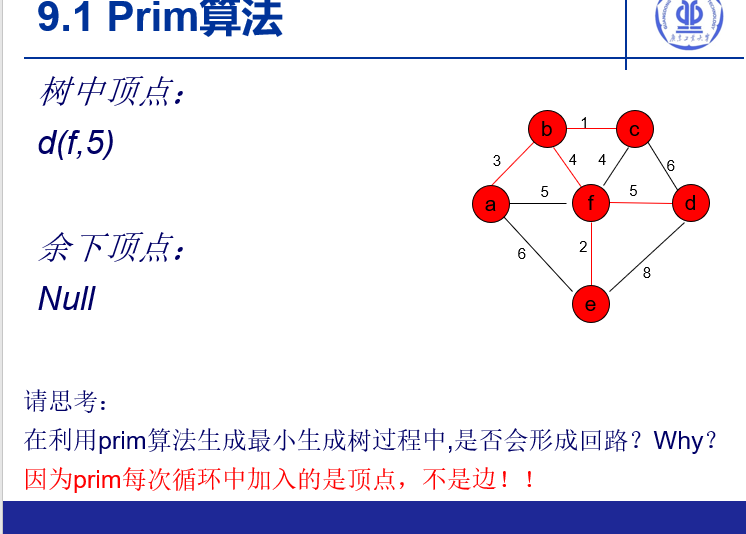 9.1 Prim算法
树中顶点：
d(f,5)
余下顶点：
Null
b 1 c
3 4 4 6
a 5 f 5 d
6 2 8
e
请思考：
在利用prim算法生成最小生成树过程中,是否会形成回路？Why？
因为prim每次循环中加入的是顶点，不是边！！